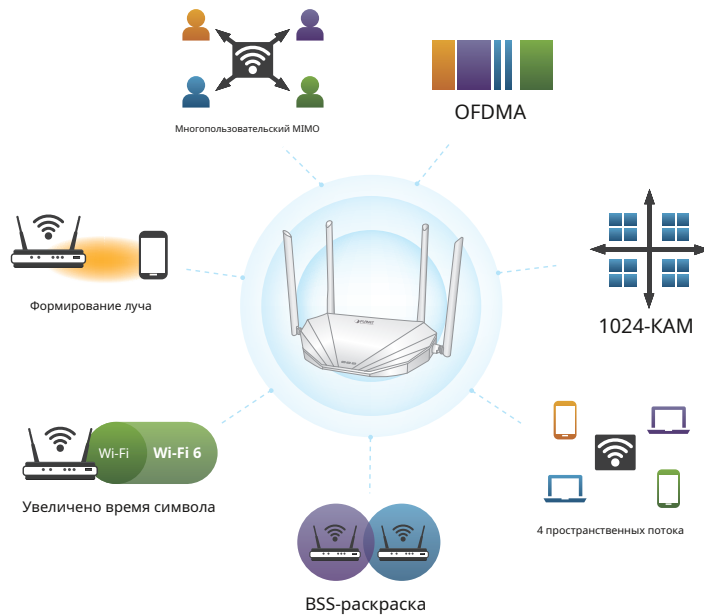 Многопользовательский MIMO
OFDMA
Формирование луча
1024-КАМ
Wi-Fi
Wi-Fi 6
Увеличено время символа
4 пространственных потока
BSS-раскраска